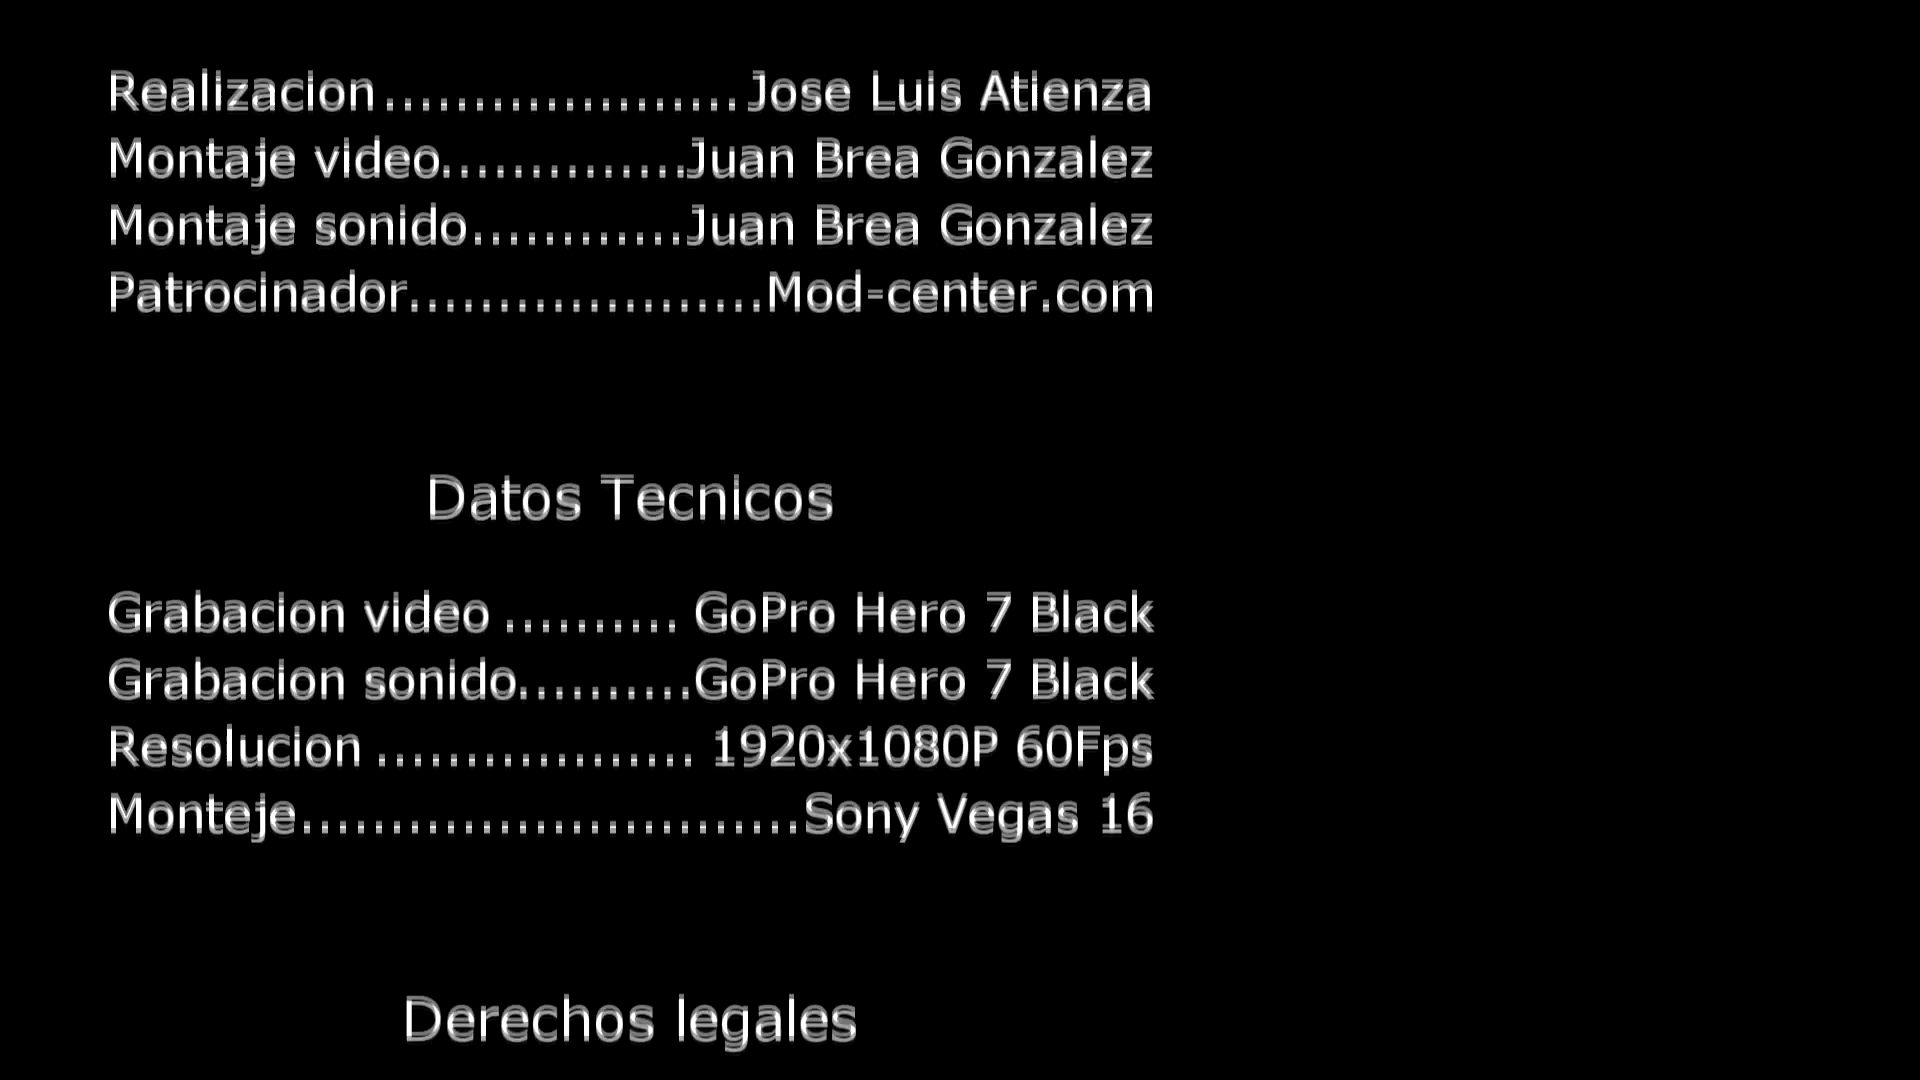 Realizacion....................Jose Luis Atienza
Montaje video..............Juan Brea Gonzalez
Montaje sonido............Juan Brea Gonzalez
Patrocinador....................Mod-center.com
Datos Tecnicos
Grabacion video .......... GoPro Hero 7 Black
Grabacion sonido..........GoPro Hero 7 Black
Resolucion .................. 1920x1080P 60Fps
Monteje............................Sony Vegas 16
Derechos legales